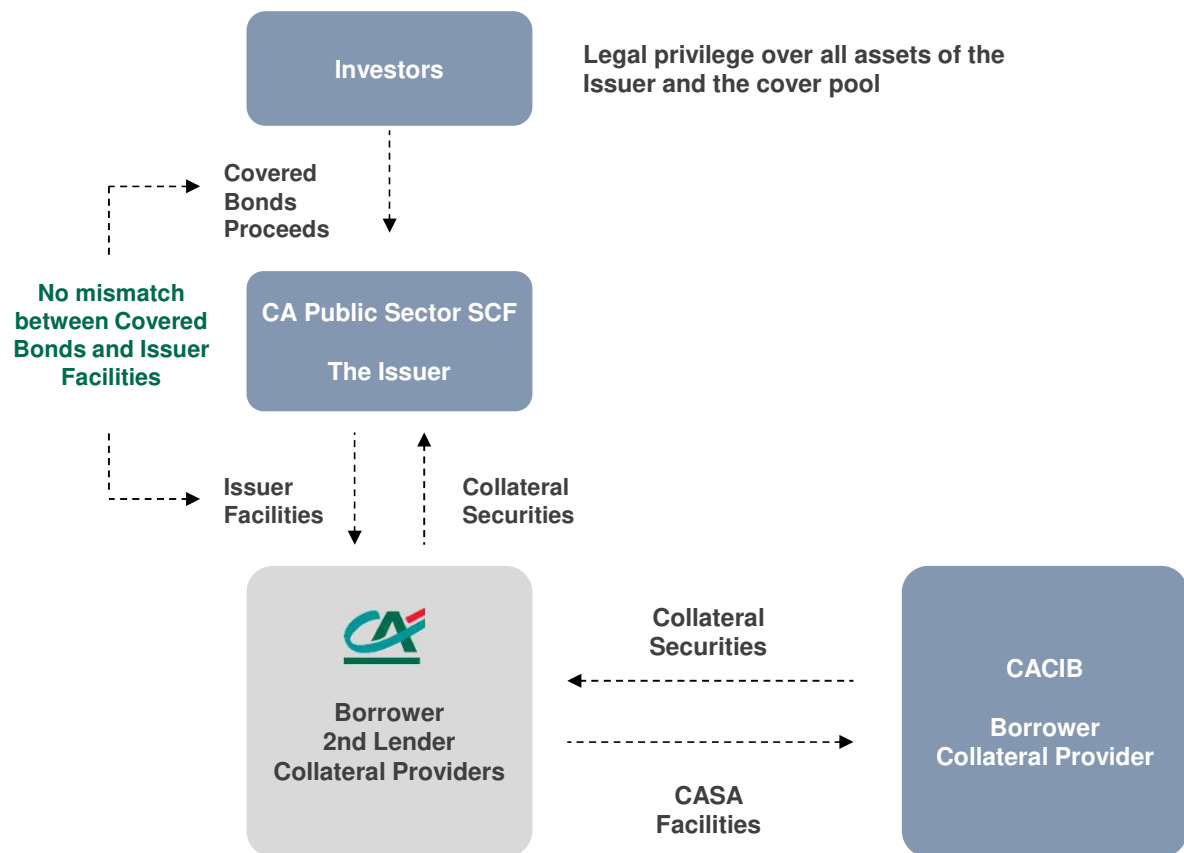 Investors
Legal privilege over all assets of the
Issuer and the cover pool
Covered
Bonds
Proceeds
No mismatch
between Covered
Bonds and Issuer
Facilities
CA Public Sector SCF
The Issuer
Issuer
Facilities
Collateral
Securities
CA
Borrower
2nd Lender
Collateral Providers
Collateral
Securities
CASA
Facilities
CACIB
Borrower
Collateral Provider